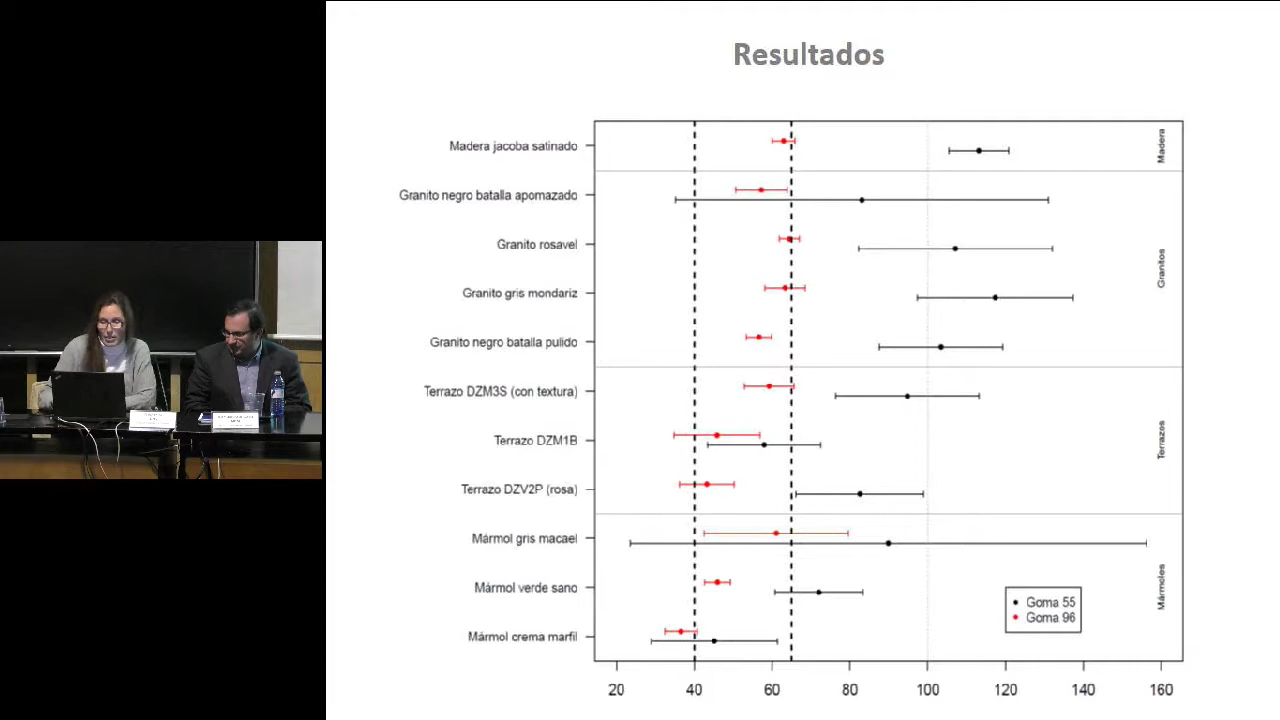 Resultados
Madera jacoba satinado
Granito negro batalla apomazado
Granito rosavel
Granito gris mondariz
Granito negro batalla pulido
Terrazo DZM3S (con textura)
Terrazo DZM1B
Terrazo DZV2P (rosa)
Mármol gris macael
Mármol verde sano
Mármol crema marfil
Madera
Granitos
Terrazos
Mármoles
Goma 55
Goma 96
20 40 60 80 100 120 140 160